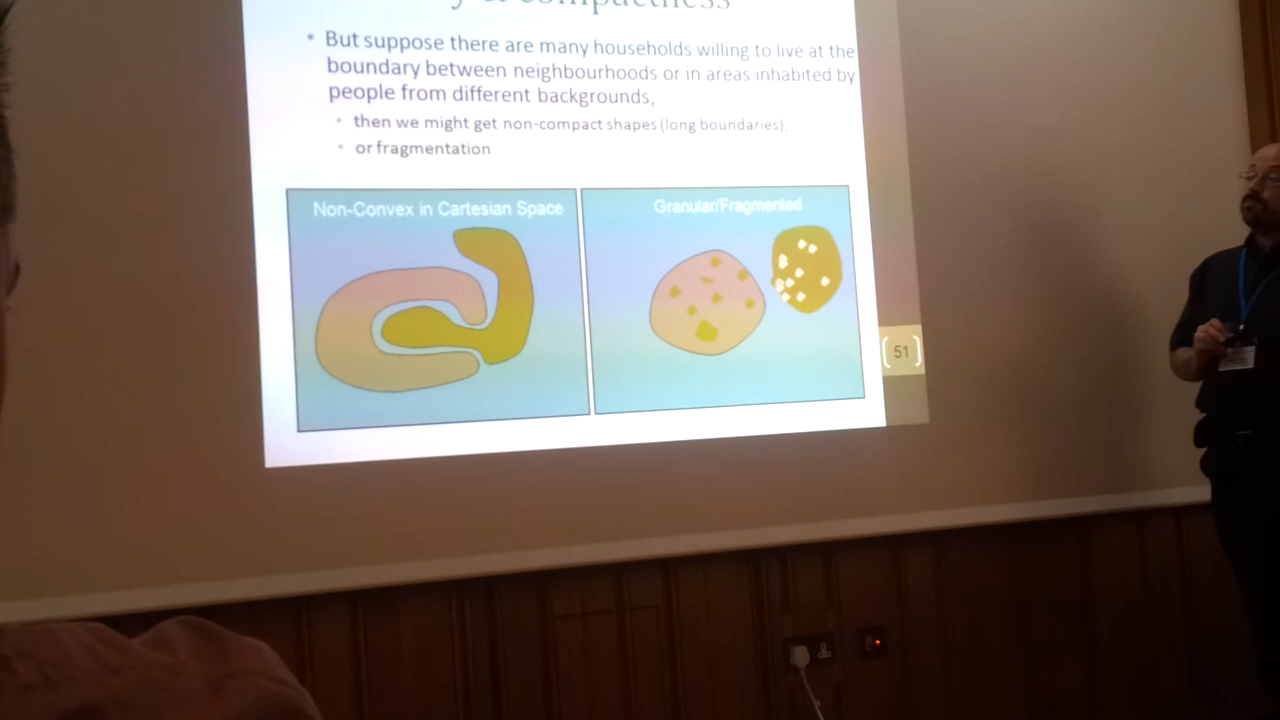 & compactness
• But suppose there are many households willing to live at the
boundary between neighbourhoods or in areas inhabited by
people from different backgrounds,
• then we might get non-compact shapes (long boundaries),
• or fragmentation
Non-Convex in Cartesian Space
Granular/Fragmented
51